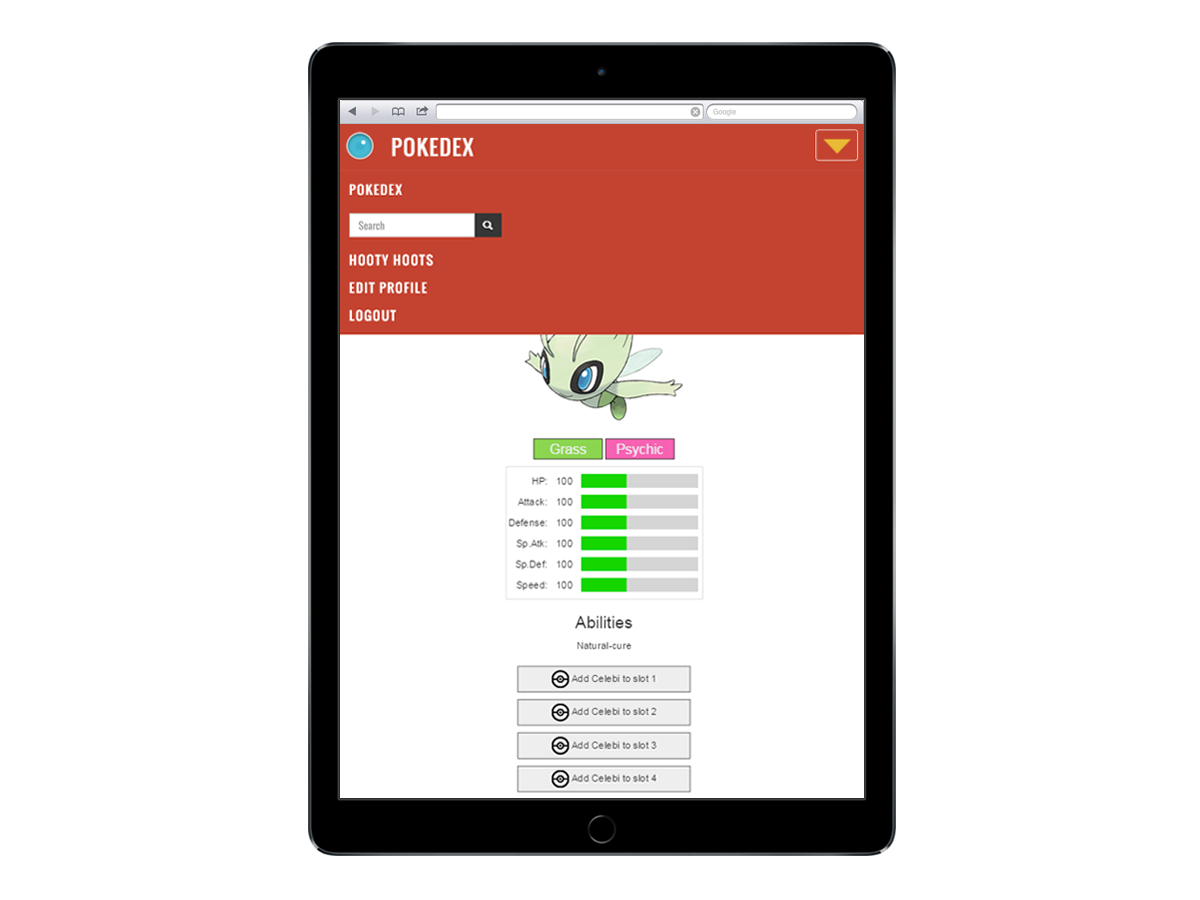 Google
POKEDEX
POKEDEX
Search
HOOTY HOOTS
EDIT PROFILE
LOGOUT
Grass Psychic
HP: 100
Attack: 100
Defense: 100
Sp.Atk: 100
Sp.Def: 100
Speed: 100
Abilities
Natural-cure
Add Celebi to slot 1
Add Celebi to slot 2
Add Celebi to slot 3
Add Celebi to slot 4